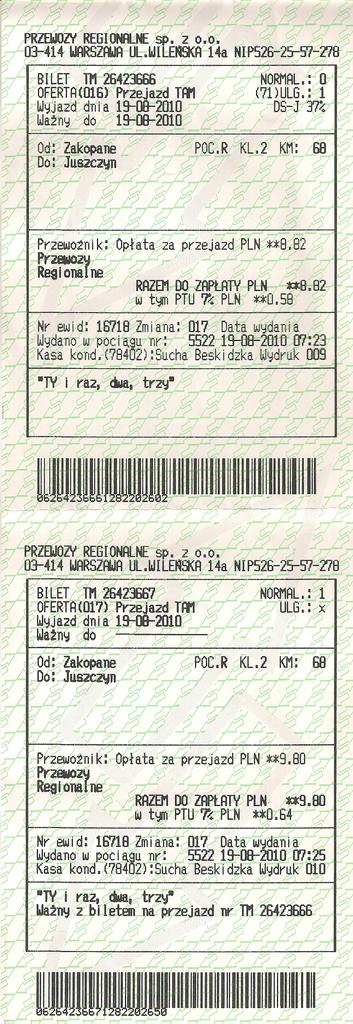 PRZEWOZY REGIONALNE sp. z o.o.
03-414 WARSZAWA UL.WILEŃSKA 14a NIP526-25-57-278
BILET TM 26423666 NORMAL.: 0
OFERTA(016) Przejazd TAM (71)ULG.: 1
Wyjazd dnia 19-08-2010 DS-J 37%
Ważny do 19-08-2010
Od: Zakopane POC.R KL.2 KM: 68
Do: Juszczyn
Przewoźnik: Opłata za przejazd PLN **8.82
Przewozy
Regionalne
RAZEM DO ZAPŁATY PLN **8.82
w tym PTU 7% PLN **0.58
Nr ewid: 16718 Zmiana: 017 Data wydania
Wydano w pociągu nr: 5522 19-08-2010 07:23
Kasa kond.(78402):Sucha Beskidzka Wydruk 009
"TY i raz, dwa, trzy"
06264236661282202602
PRZEWOZY REGIONALNE sp. z o.o.
03-414 WARSZAWA UL.WILEŃSKA 14a NIP526-25-57-278
BILET TM 26423667 NORMAL.: 1
OFERTA(017) Przejazd TAM ULG.: x
Wyjazd dnia 19-08-2010
Ważny do
Od: Zakopane POC.R KL.2 KM: 68
Do: Juszczyn
Przewoźnik: Opłata za przejazd PLN **9.80
Przewozy
Regionalne
RAZEM DO ZAPŁATY PLN **9.80
w tym PTU 7% PLN **0.64
Nr ewid: 16718 Zmiana: 017 Data wydania
Wydano w pociągu nr: 5522 19-08-2010 07:25
Kasa kond.(78402):Sucha Beskidzka Wydruk 010
"TY i raz, dwa, trzy"
Ważny z biletem na przejazd nr TM 26423666
06264236671282202650